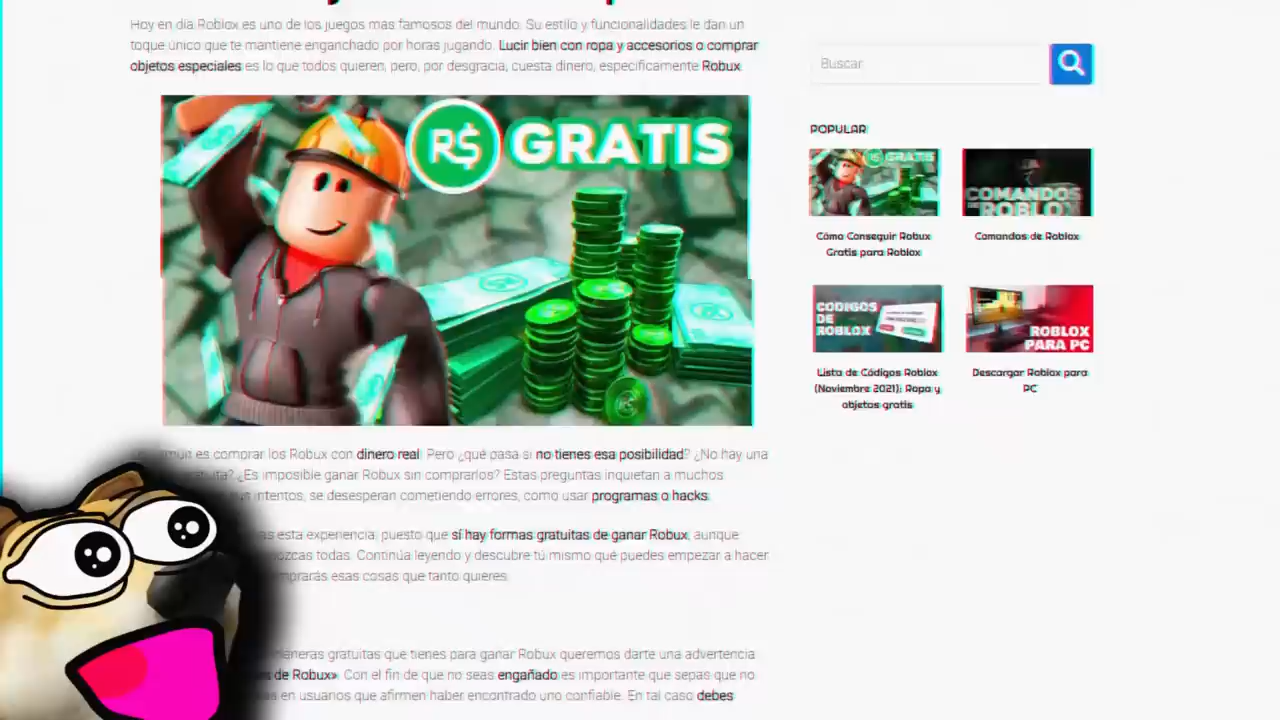 Hoy en día Roblox es uno de los juegos más famosos del mundo. Su estilo y funcionalidades le dan un
toque único que te mantiene enganchado por horas jugando. Lucir bien con ropa y accesorios o comprar
objetos especiales es lo que todos quieren, pero, por desgracia, cuesta dinero, específicamente Robux.
Buscar
R$ GRATIS
POPULAR
R$ GRATIS
COMANDOS
DE ROBLOX
Cómo Conseguir Robux
Gratis para Roblox
Comandos de Roblox
CODIGOS
DE
ROBLOX
ROBLOX
PARA PC
Lista de Códigos Roblox
(Noviembre 2021): Ropa y
objetos gratis
Descargar Roblox para
PC
es comprar los Robux con dinero real. Pero ¿qué pasa si no tienes esa posibilidad? ¿No hay una
¿Es imposible ganar Robux sin comprarlos? Estas preguntas inquietan a muchos
intentos, se desesperan cometiendo errores, como usar programas o hacks.
esta experiencia, puesto que sí hay formas gratuitas de ganar Robux, aunque
todas. Continúa leyendo y descubre tú mismo qué puedes empezar a hacer
esas cosas que tanto quieres.
gratuitas que tienes para ganar Robux queremos darte una advertencia
de Robux». Con el fin de que no seas engañado es importante que sepas que no
en usuarios que afirmen haber encontrado uno confiable. En tal caso debes